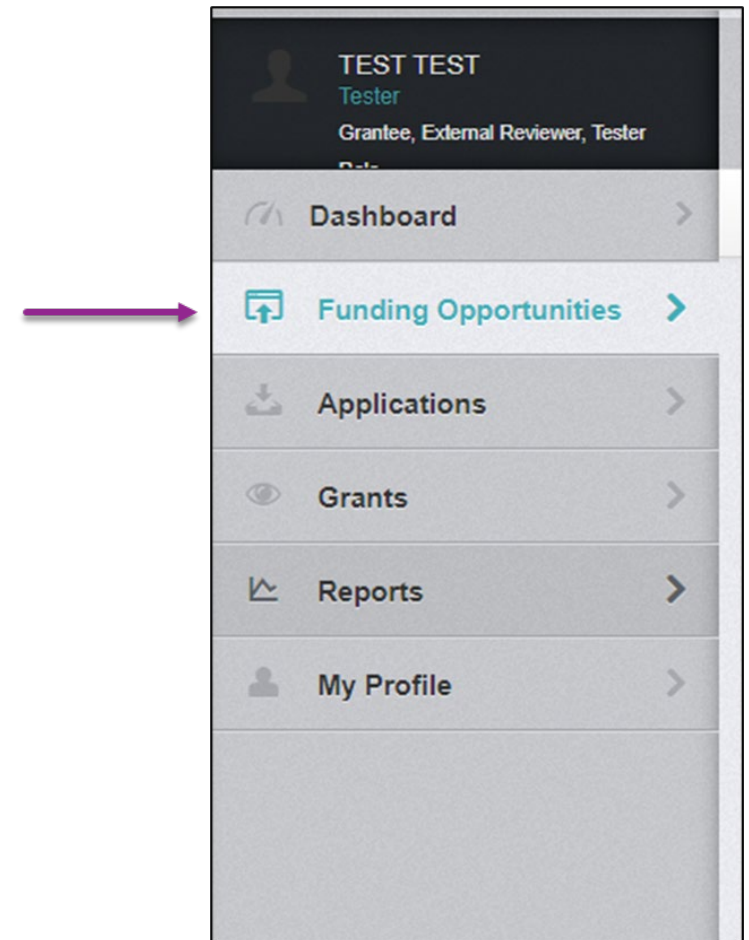 TEST TEST
Tester
Grantee, External Reviewer, Tester
Dashboard
Funding Opportunities
Applications
Grants
Reports
My Profile